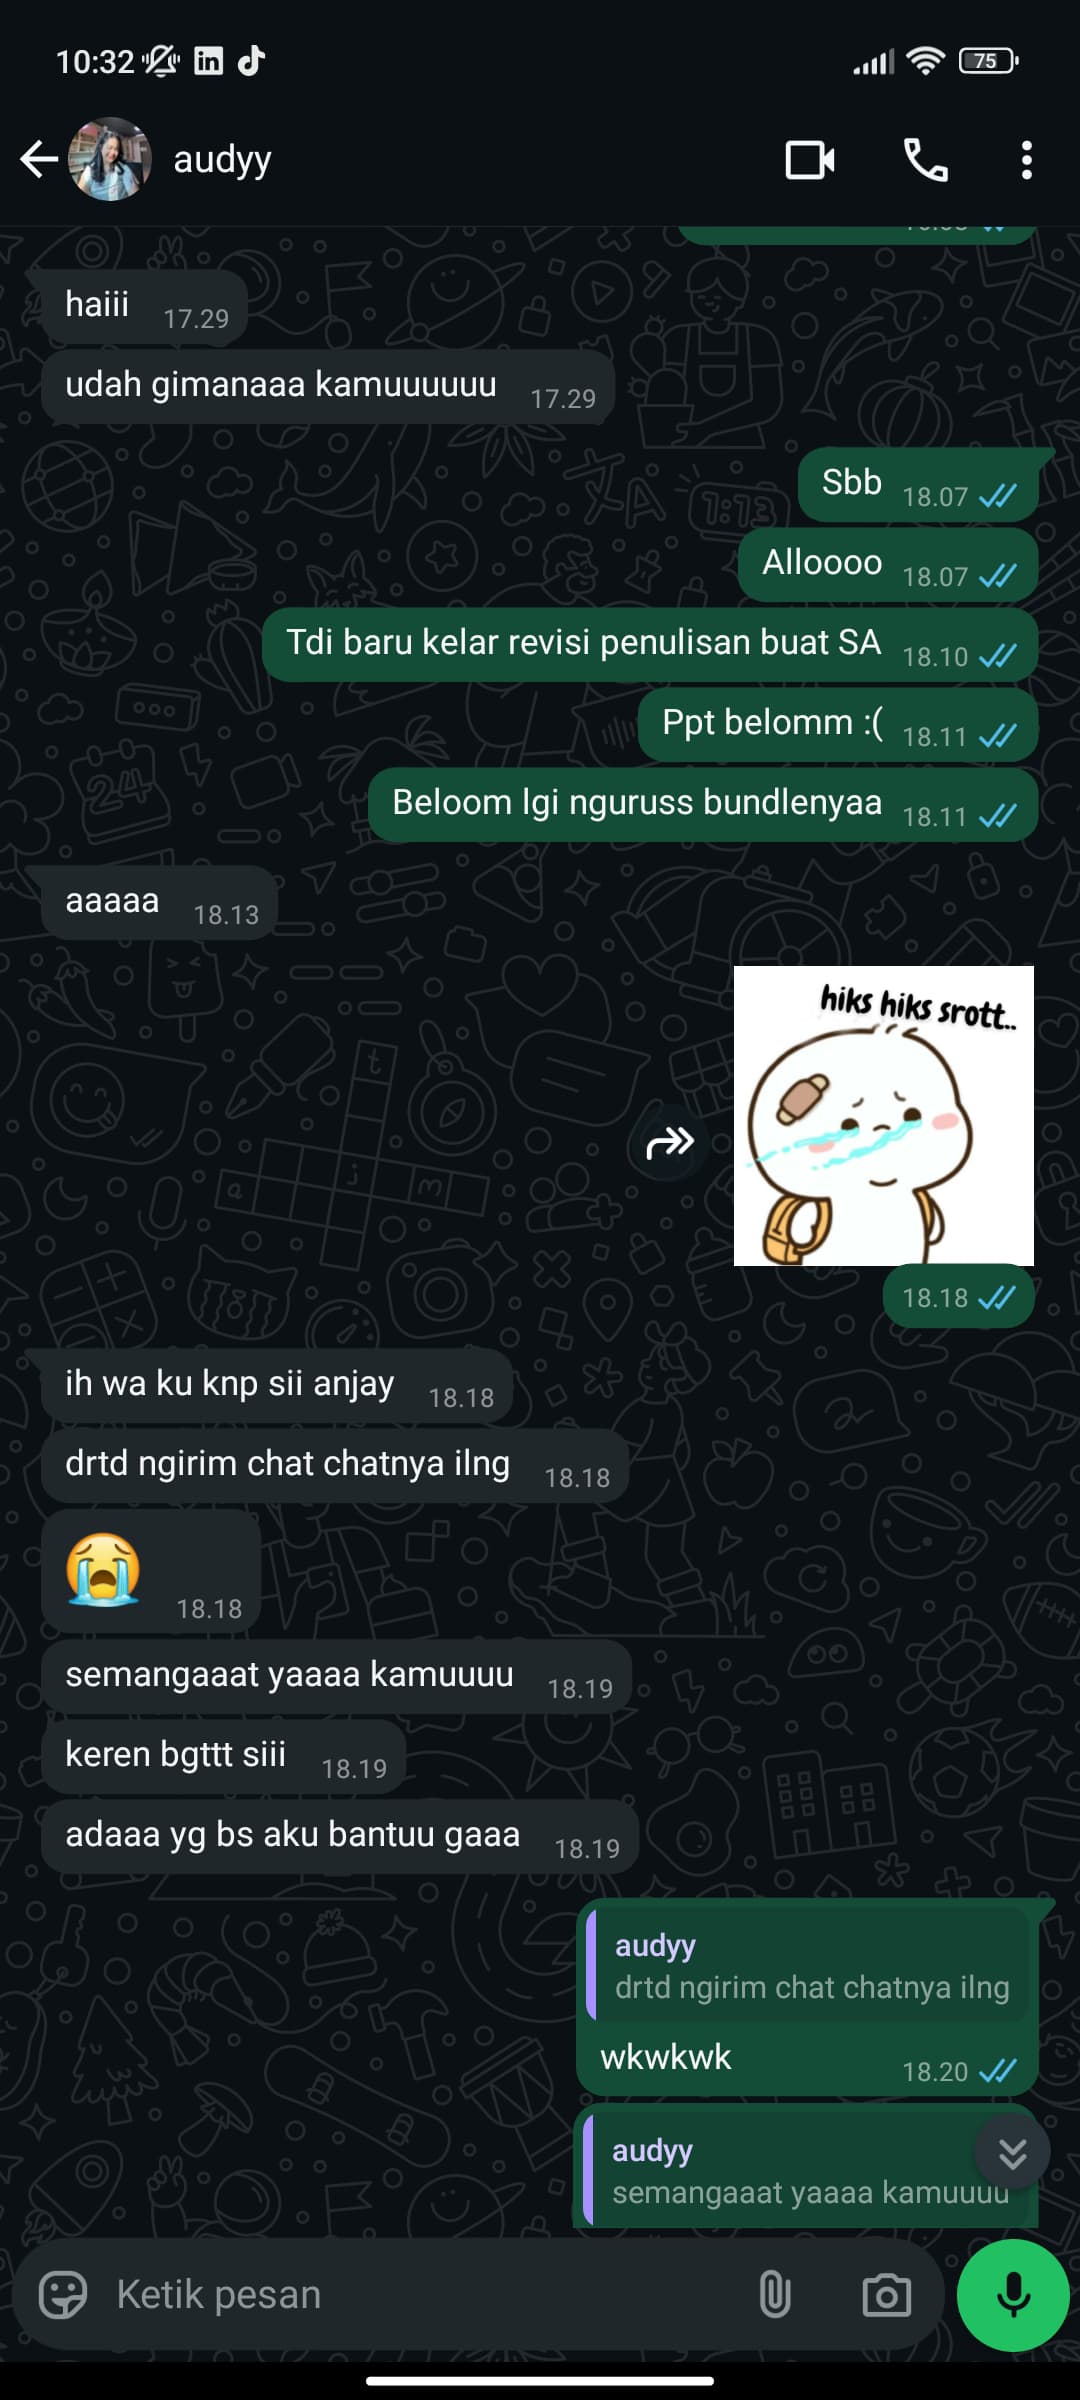 10:32
75
audyy
haiii 17.29
udah gimanaaa kamuuuuuu 17.29
Sbb 18.07
Alloooo 18.07
Tdi baru kelar revisi penulisan buat SA 18.10
Ppt belomm :( 18.11
Beloom lgi nguruss bundlenyaa 18.11
aaaaa 18.13
hiks hiks srott..
18.18
ih wa ku knp sii anjay 18.18
drtd ngirim chat chatnya ilng 18.18
😭 18.18
semangaaat yaaaa kamuuuu 18.19
keren bgttt siii 18.19
adaaa yg bs aku bantuu gaaa 18.19
audyy
drtd ngirim chat chatnya ilng
wkwkwk 18.20
audyy
semangaaat yaaaa kamuuuu
Ketik pesan